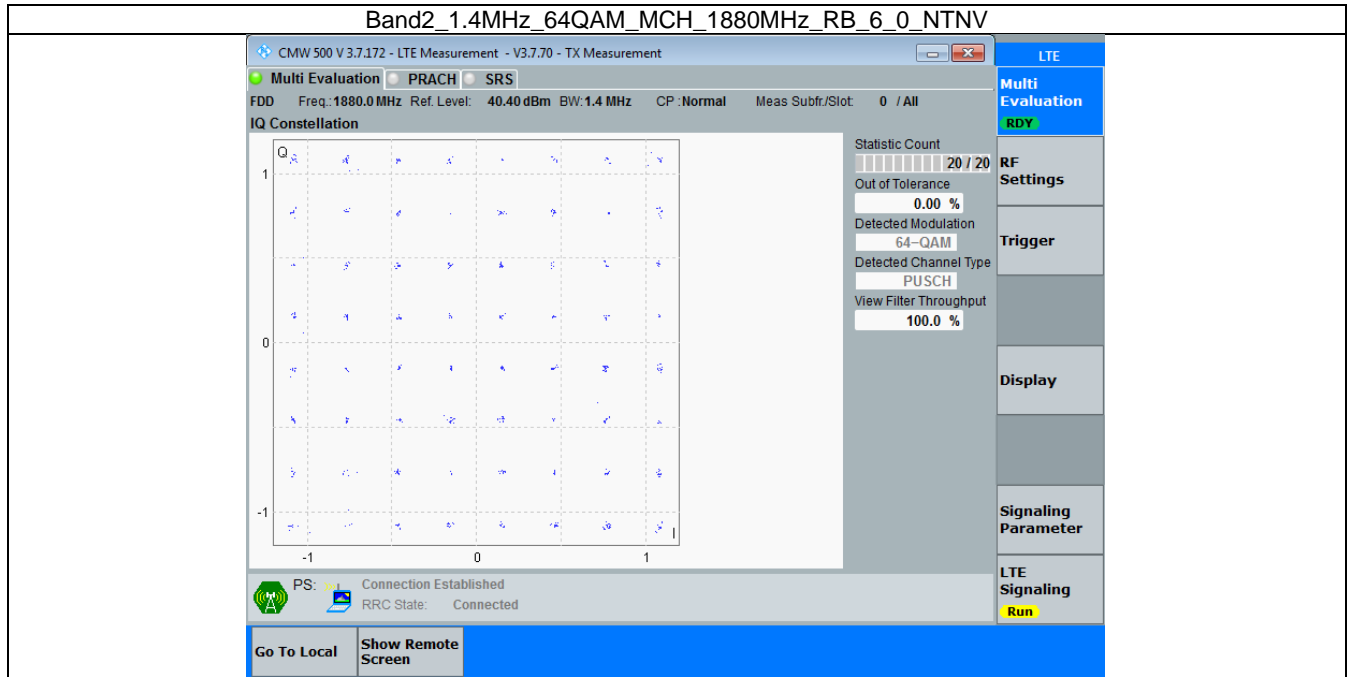 Band2_1.4MHz_64QAM_MCH_1880MHz_RB_6_0_NTNV
CMW 500 V 3.7.172 - LTE Measurement - V3.7.70 - TX Measurement
LTE
Multi Evaluation PRACH SRS
FDD Freq.:1880.0 MHz Ref. Level: 40.40 dBm BW:1.4 MHz CP :Normal Meas Subfr./Slot: 0 / All
IQ Constellation
Q
1
0
-1
-1 0 1
I
Statistic Count
20 / 20
Out of Tolerance
0.00 %
Detected Modulation
64-QAM
Detected Channel Type
PUSCH
View Filter Throughput
100.0 %
Multi
Evaluation
RDY
RF
Settings
Trigger
Display
Signaling
Parameter
LTE
Signaling
Run
PS: Connection Established
RRC State: Connected
Go To Local
Show Remote
Screen